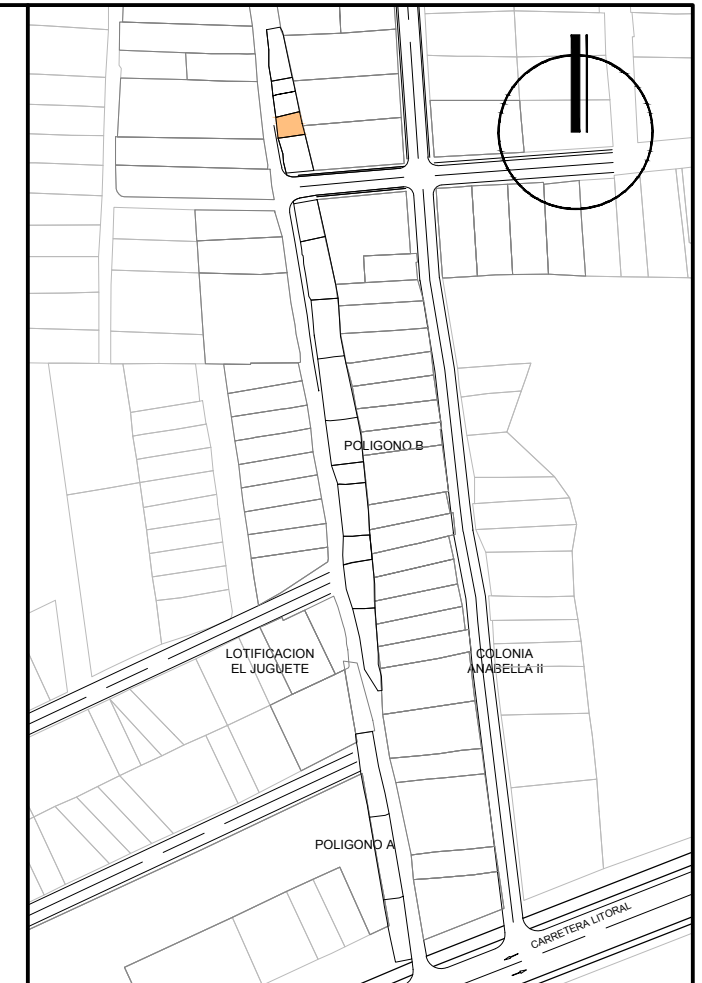 POLIGONO B
LOTIFICACION
EL JUGUETE
COLONIA
ANABELLA II
POLIGONO A
CARRETERA LITORAL